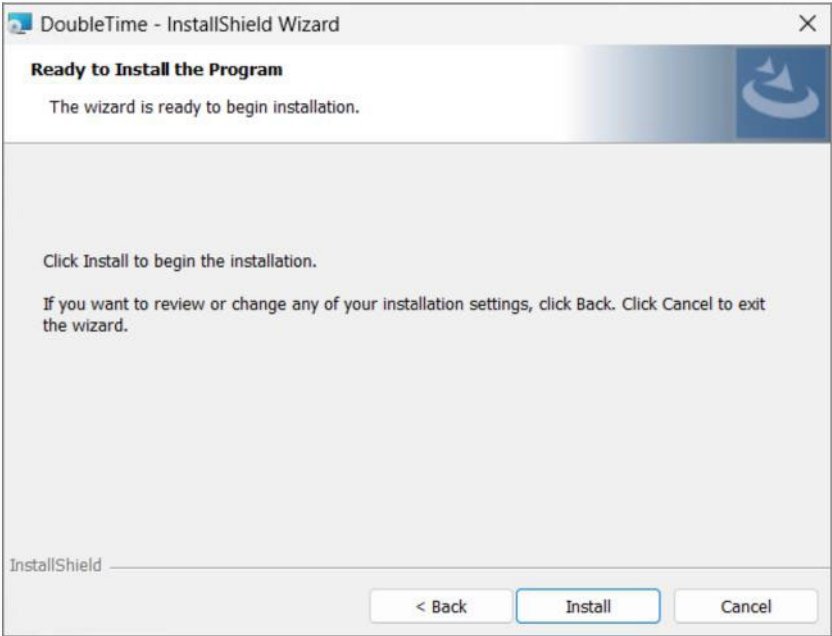 DoubleTime - InstallShield Wizard
Ready to Install the Program
The wizard is ready to begin installation.
Click Install to begin the installation.
If you want to review or change any of your installation settings, click Back. Click Cancel to exit
the wizard.
InstallShield
< Back
Install
Cancel